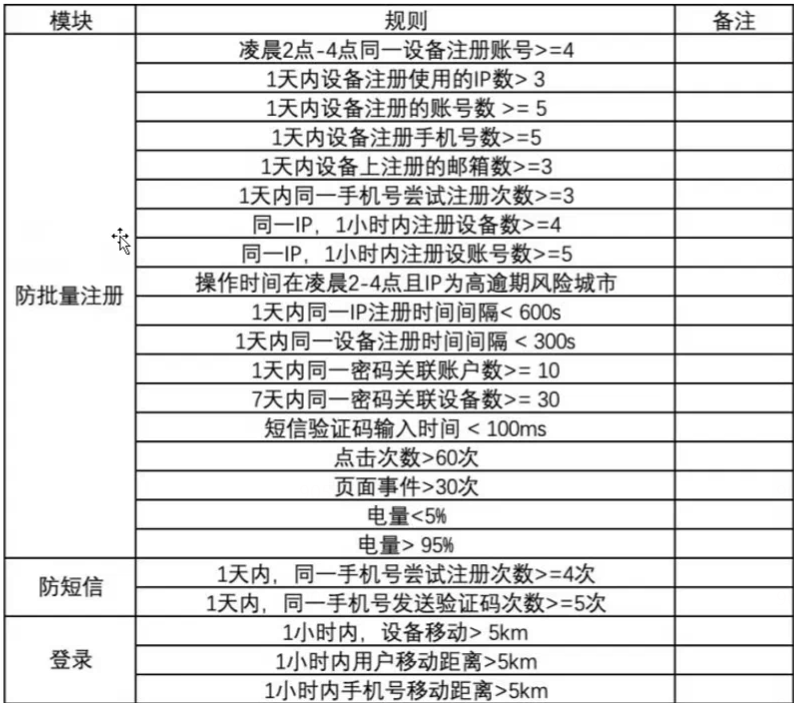 模块 规则 备注
凌晨2点-4点同一设备注册账号>=4
1天内设备注册使用的IP数> 3
1天内设备注册的账号数 >= 5
1天内设备注册手机号数>=5
1天内设备上注册的邮箱数>=3
1天内同一手机号尝试注册次数>=3
同一IP，1小时内注册设备数>=4
同一IP，1小时内注册设账号数>=5
防批量注册
操作时间在凌晨2-4点且IP为高逾期风险城市
1天内同一IP注册时间间隔< 600s
1天内同一设备注册时间间隔 < 300s
1天内同一密码关联账户数>= 10
7天内同一密码关联设备数>= 30
短信验证码输入时间 < 100ms
点击次数>60次
页面事件>30次
电量<5%
电量> 95%
防短信
1天内，同一手机号尝试注册次数>=4次
1天内，同一手机号发送验证码次数>=5次
登录
1小时内，设备移动> 5km
1小时内用户移动距离>5km
1小时内手机号移动距离>5km